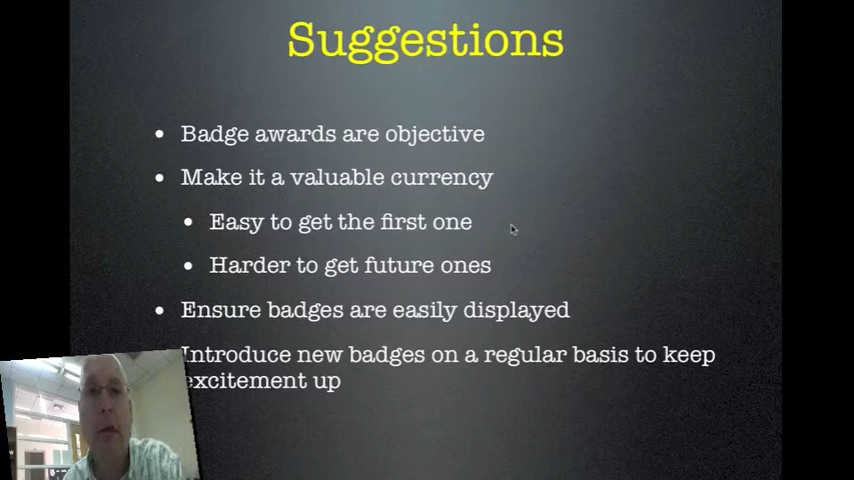 Suggestions
Badge awards are objective
Make it a valuable currency
Easy to get the first one
Harder to get future ones
Ensure badges are easily displayed
Introduce new badges on a regular basis to keep
excitement up